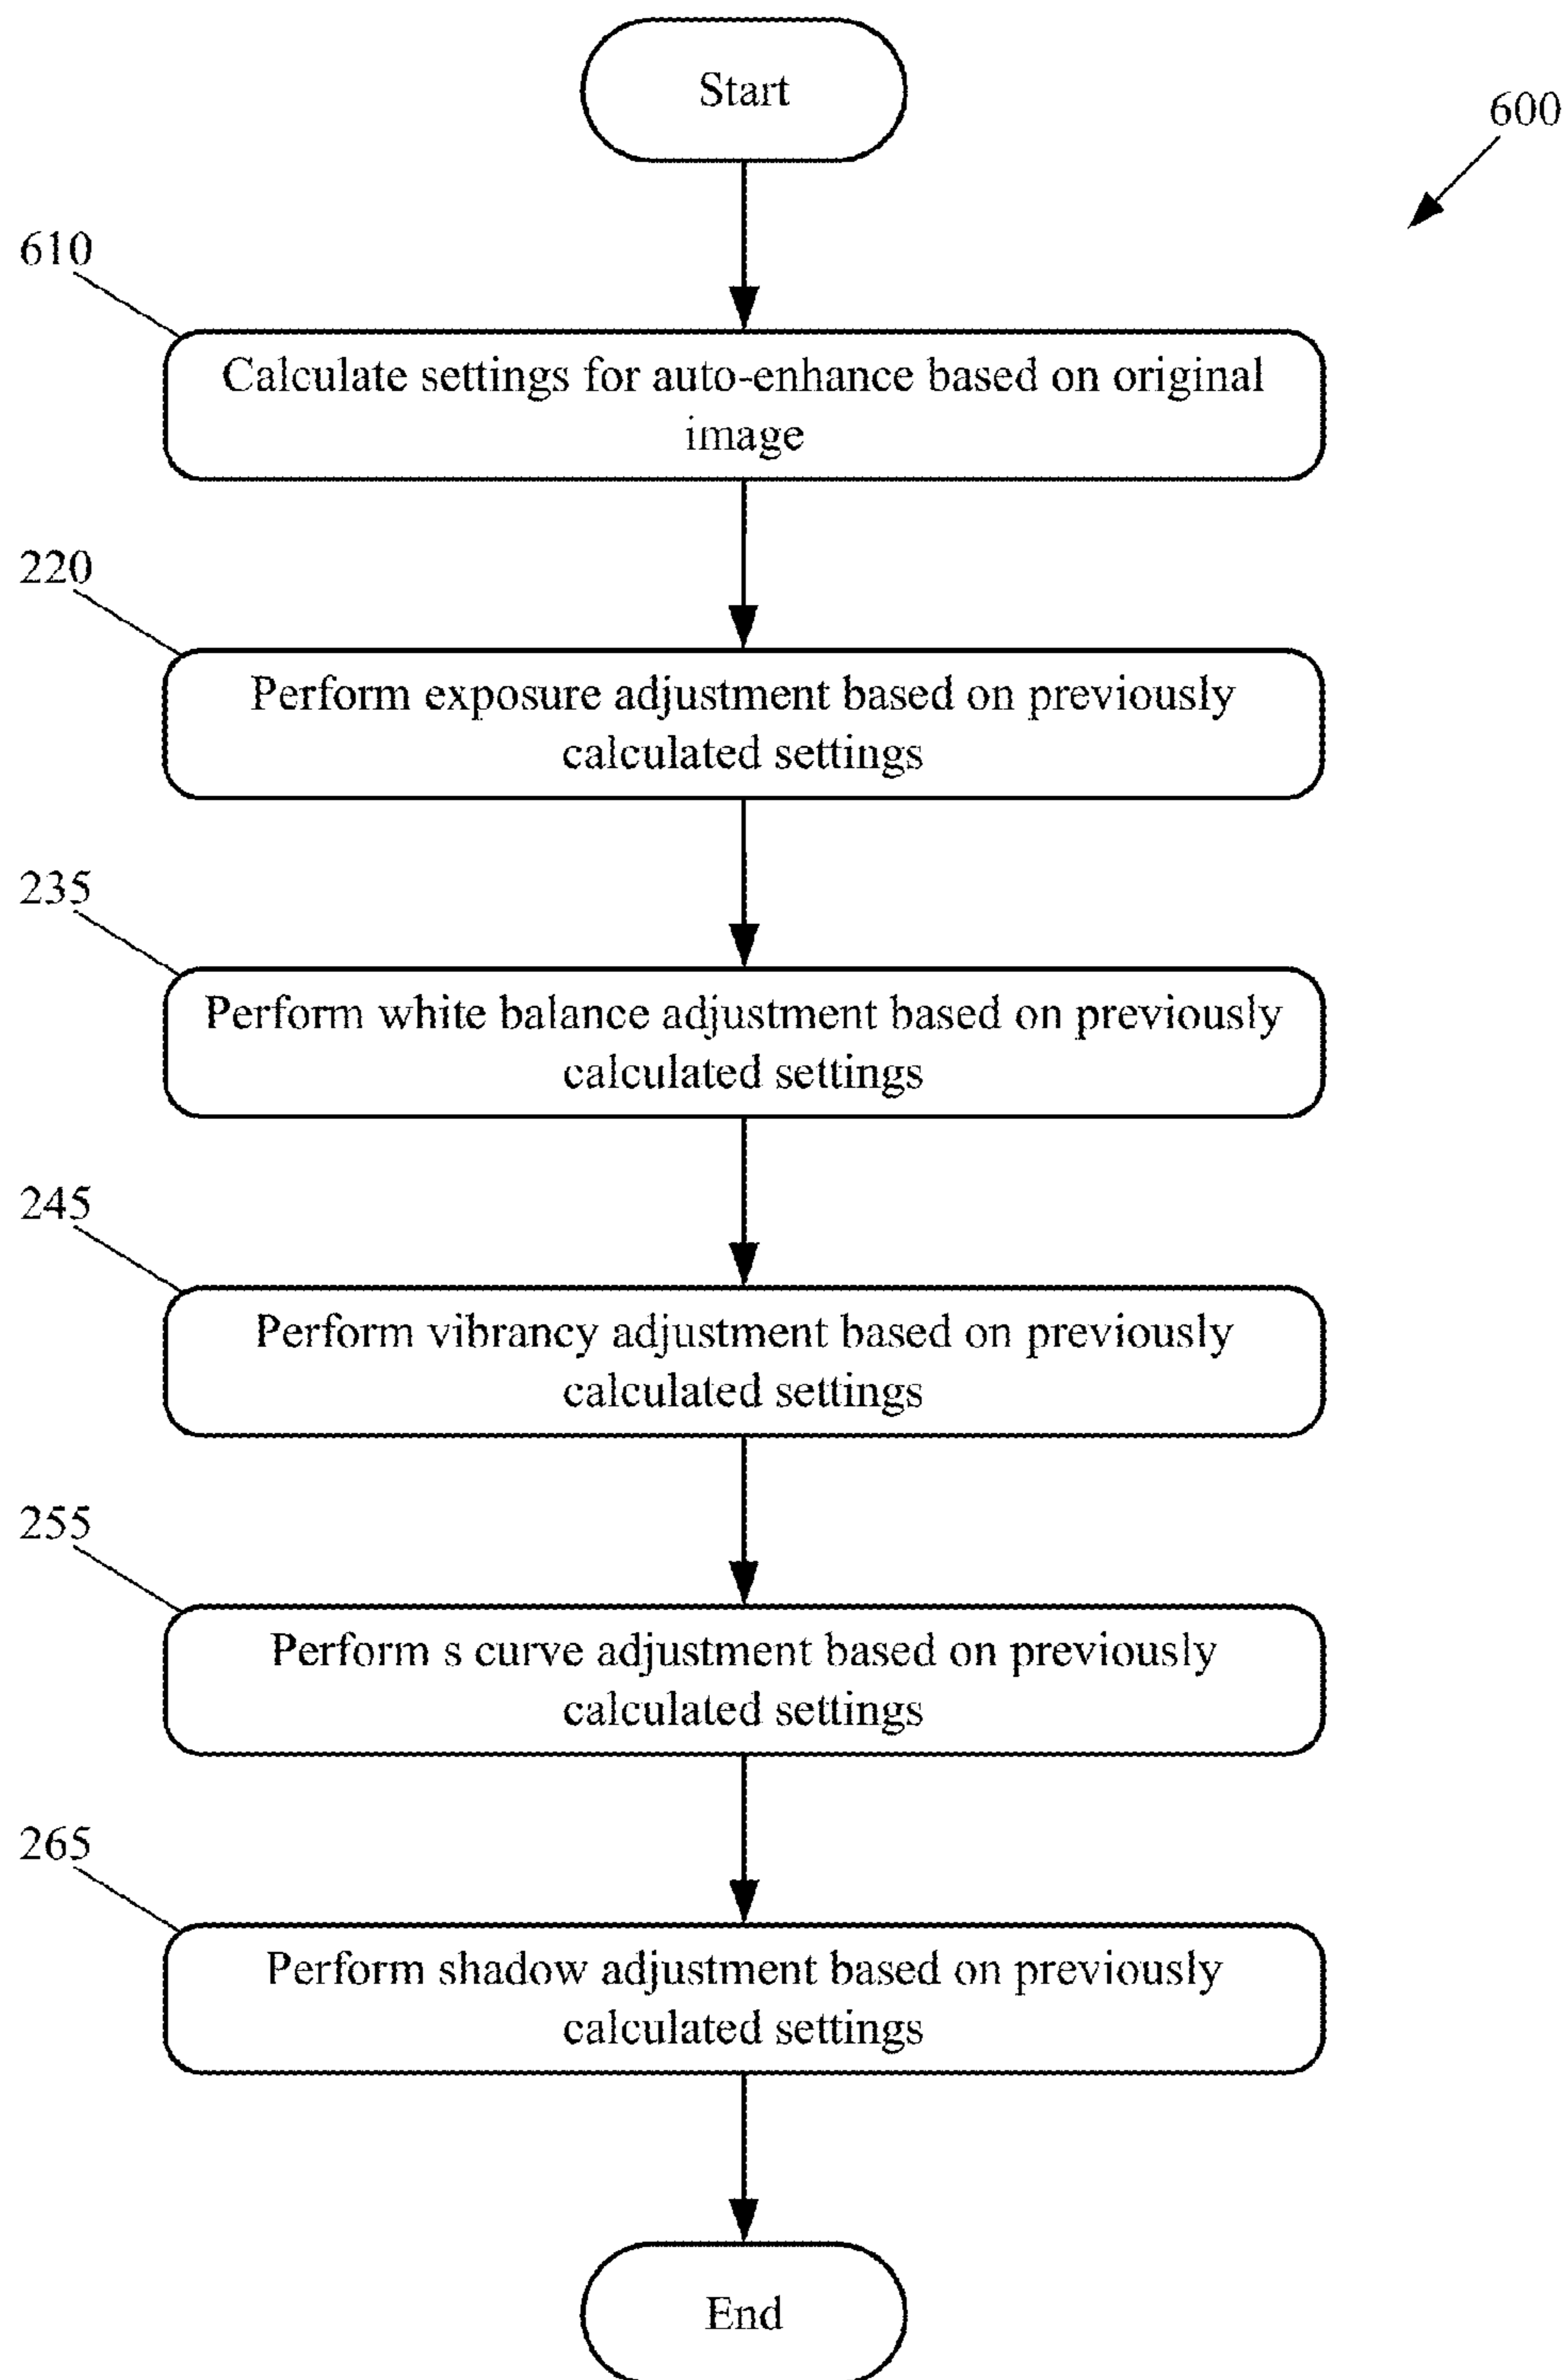 Start
600
610
Calculate settings for auto-enhance based on original
image
220
Perform exposure adjustment based on previously
calculated settings
235
Perform white balance adjustment based on previously
calculated settings
245
Perform vibrancy adjustment based on previously
calculated settings
255
Perform s curve adjustment based on previously
calculated settings
265
Perform shadow adjustment based on previously
calculated settings
End